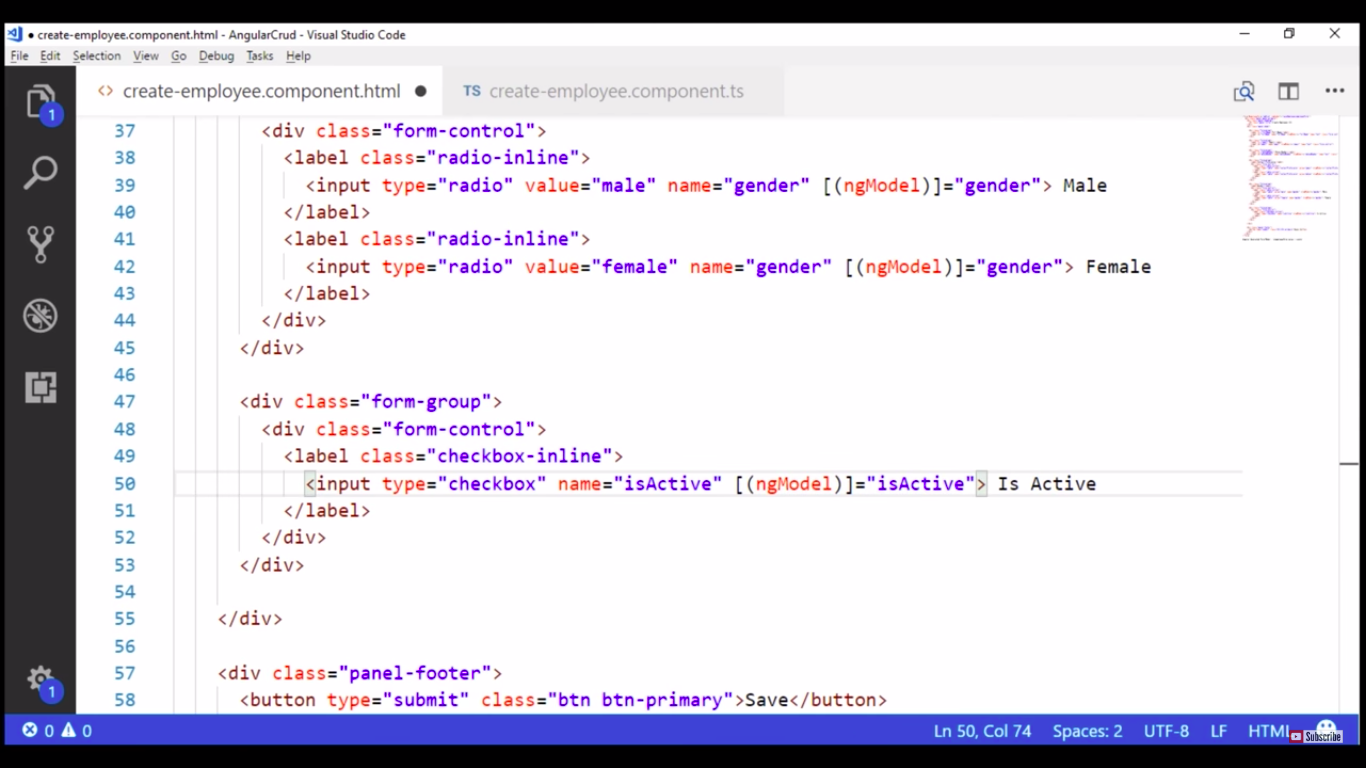 create-employee.component.html - AngularCrud - Visual Studio Code
File Edit Selection View Go Debug Tasks Help
create-employee.component.html TS create-employee.component.ts
1
37 <div class="form-control">
38 <label class="radio-inline">
39 <input type="radio" value="male" name="gender" [(ngModel)]="gender"> Male
40 </label>
41 <label class="radio-inline">
42 <input type="radio" value="female" name="gender" [(ngModel)]="gender"> Female
43 </label>
44 </div>
45 </div>
46
47 <div class="form-group">
48 <div class="form-control">
49 <label class="checkbox-inline">
50 <input type="checkbox" name="isActive" [(ngModel)]="isActive"> Is Active
51 </label>
52 </div>
53 </div>
54
55 </div>
56
57 <div class="panel-footer">
1
58 <button type="submit" class="btn btn-primary">Save</button>
0 0 Ln 50, Col 74 Spaces: 2 UTF-8 LF HTML
Subscribe